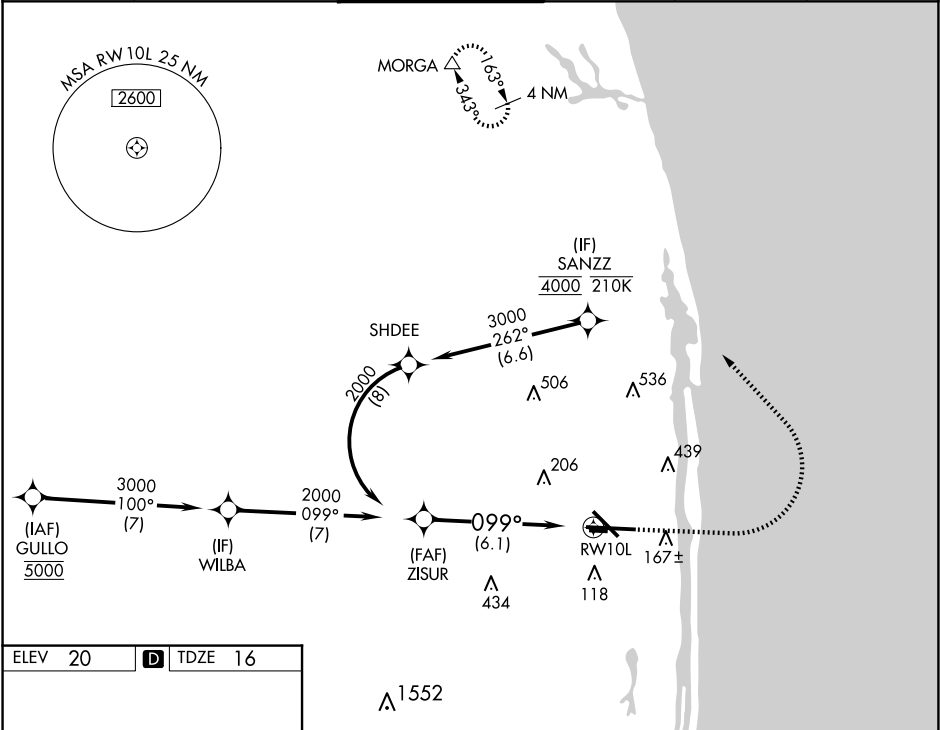 MSA RW10L 25 NM
2600
MORGA
163°
343°
4 NM
(IF)
SANZZ
4000 210K
3000
262°
(6.6)
SHDEE
2000
(8)
506
536
439
206
3000
100°
(7)
2000
099°
(7)
099°
(6.1)
(IAF)
GULLO
5000
(IF)
WILBA
(FAF)
ZISUR
RW10L
167±
434
118
ELEV 20 D TDZE 16
1552